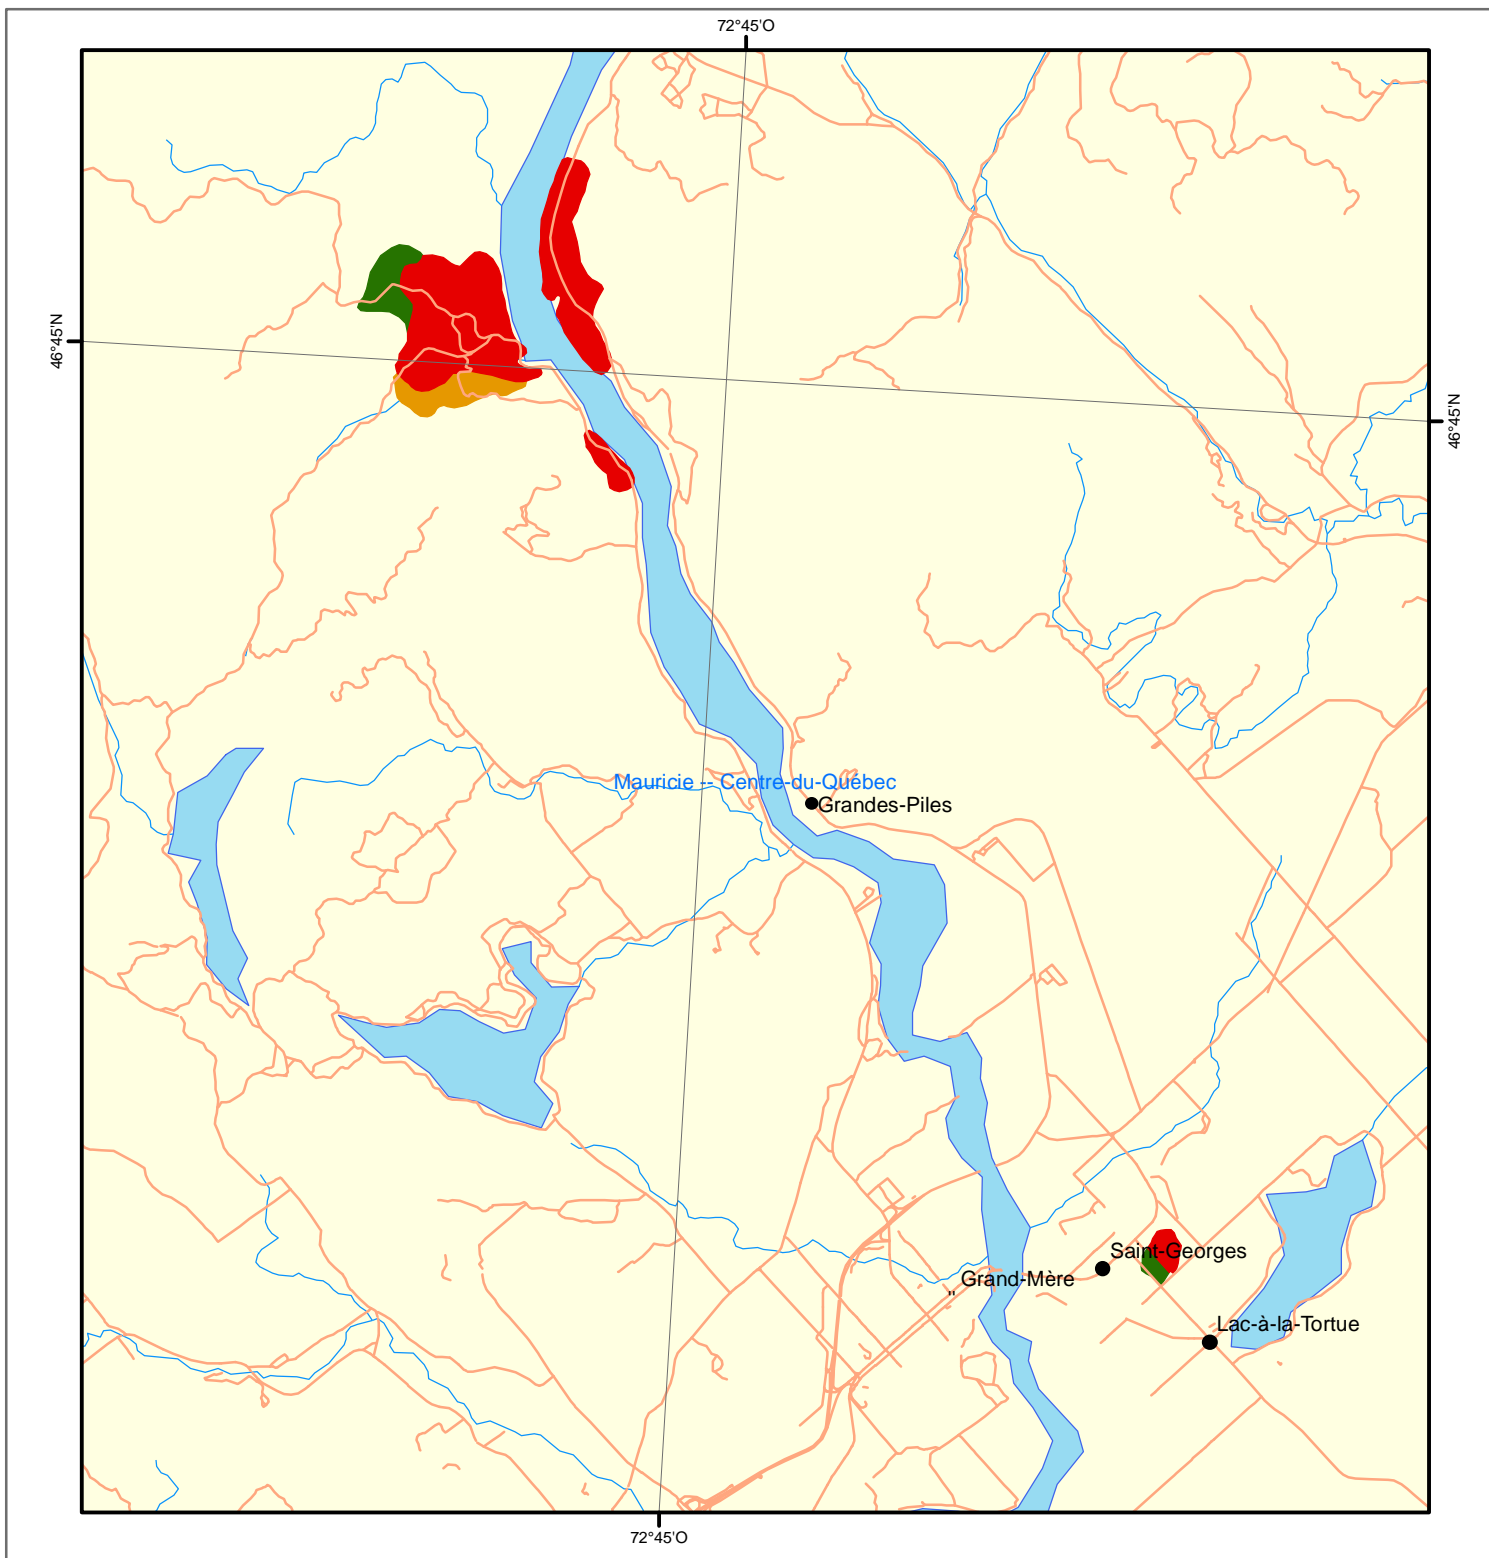 72°45'O
46°45'N
46°45'N
Mauricie -- Centre-du-Québec
Grandes-Piles
Saint-Georges
Grand-Mère
"
Lac-à-la-Tortue
72°45'O